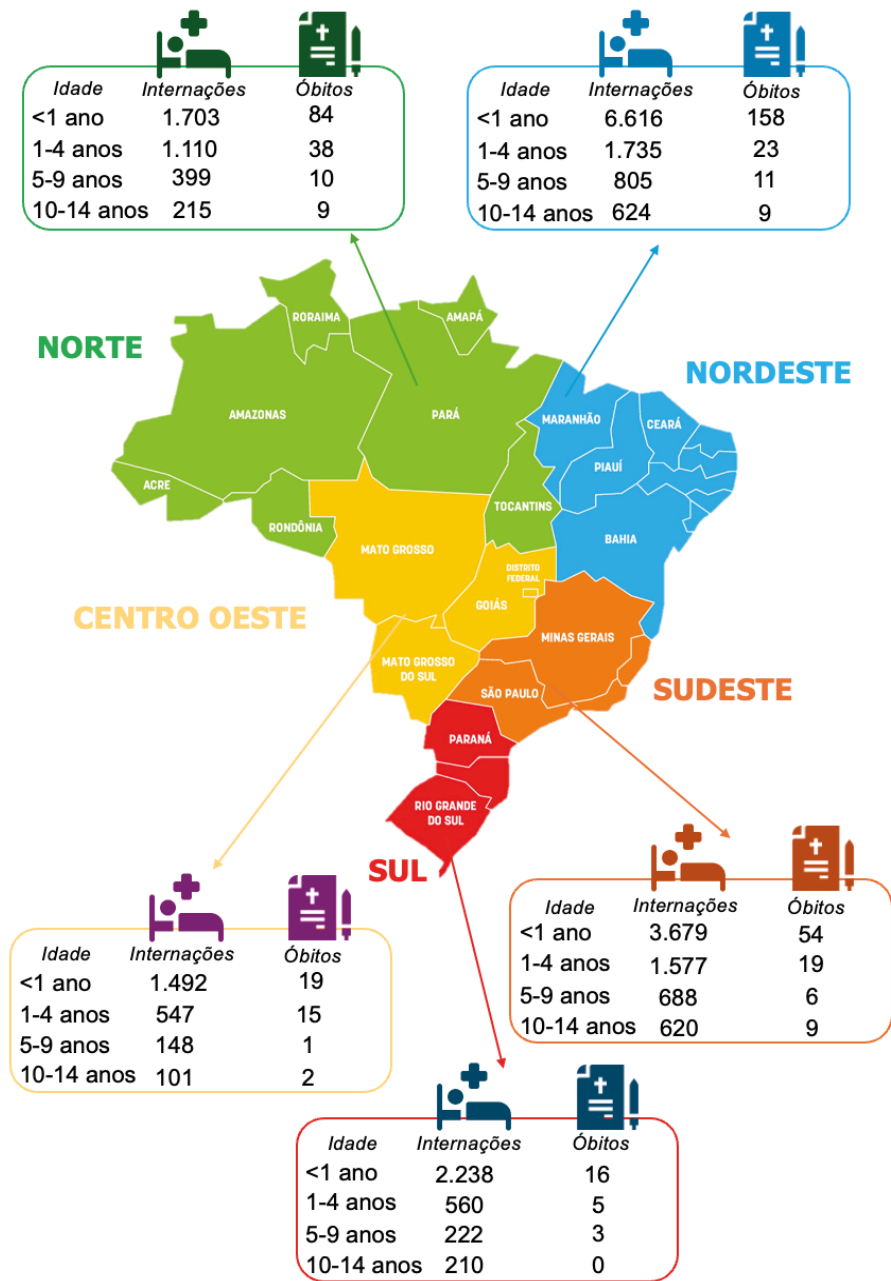 Idade Internações Óbitos
<1 ano 1.703 84
1-4 anos 1.110 38
5-9 anos 399 10
10-14 anos 215 9
Idade Internações Óbitos
<1 ano 6.616 158
1-4 anos 1.735 23
5-9 anos 805 11
10-14 anos 624 9
NORTE
RORAIMA
AMAPÁ
NORDESTE
AMAZONAS
PARÁ
MARANHÃO
CEARÁ
PIAUÍ
ACRE
TOCANTINS
RONDÔNIA
BAHIA
MATO GROSSO
DISTRITO
FEDERAL
GOIÁS
CENTRO OESTE
MINAS GERAIS
MATO GROSSO
DO SUL
SÃO PAULO
SUDESTE
PARANÁ
RIO GRANDE
DO SUL
SUL
Idade Internações Óbitos
<1 ano 1.492 19
1-4 anos 547 15
5-9 anos 148 1
10-14 anos 101 2
Idade Internações Óbitos
<1 ano 3.679 54
1-4 anos 1.577 19
5-9 anos 688 6
10-14 anos 620 9
Idade Internações Óbitos
<1 ano 2.238 16
1-4 anos 560 5
5-9 anos 222 3
10-14 anos 210 0